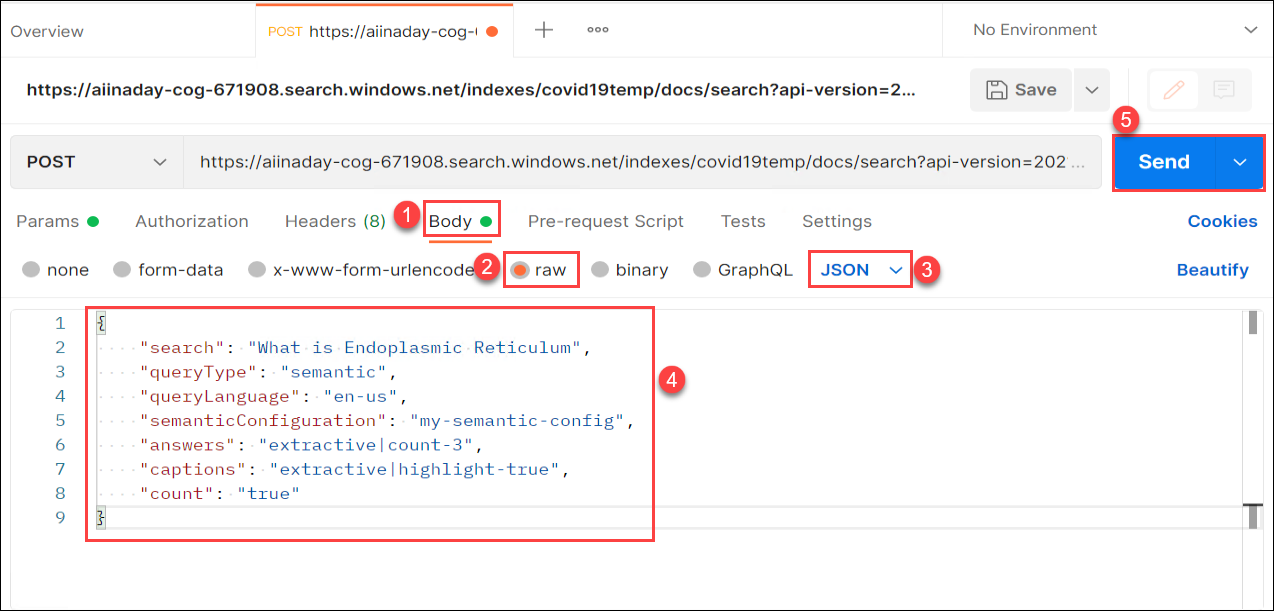 Overview
POST https://aiinaday-cog-
No Environment
https://aiinaday-cog-671908.search.windows.net/indexes/covid19temp/docs/search?api-version=2...
Save
5
POST
https://aiinaday-cog-671908.search.windows.net/indexes/covid19temp/docs/search?api-version=202 ...
Send
Params
Authorization
Headers (8)
1
Body
Pre-request Script
Tests
Settings
Cookies
none
form-data
x-www-form-urlencode
2
raw
binary
GraphQL
JSON
3
Beautify
1 {
2 "search": "What is Endoplasmic Reticulum",
3 "queryType": "semantic",
4 "queryLanguage": "en-us",
5 "semanticConfiguration": "my-semantic-config",
6 "answers": "extractive|count-3",
7 "captions": "extractive|highlight-true",
8 "count": "true"
9 }
4